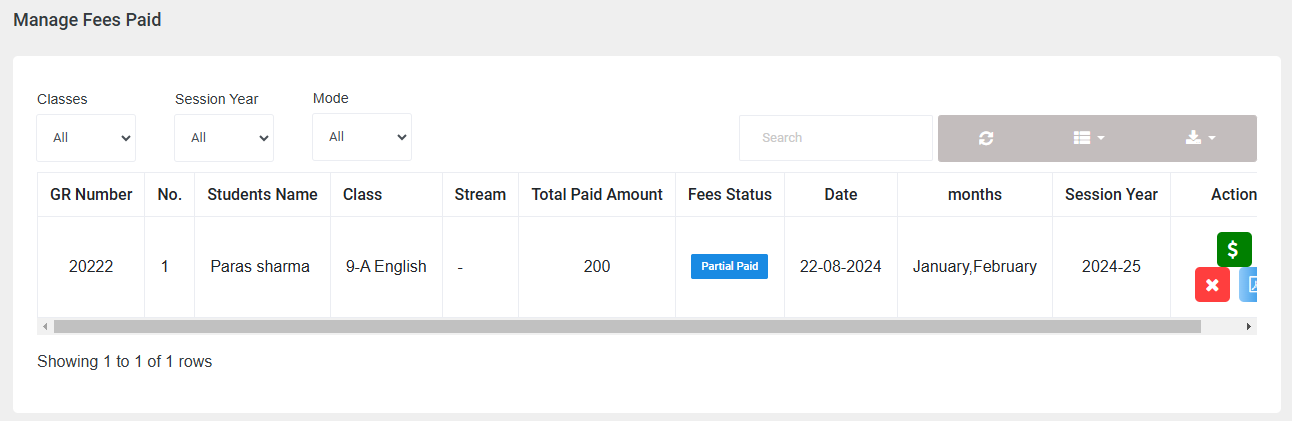 Manage Fees Paid
Classes Session Year Mode
All All All Search
GR Number No. Students Name Class Stream Total Paid Amount Fees Status Date months Session Year Action
20222 1 Paras sharma 9-A English - 200 Partial Paid 22-08-2024 January,February 2024-25
Showing 1 to 1 of 1 rows